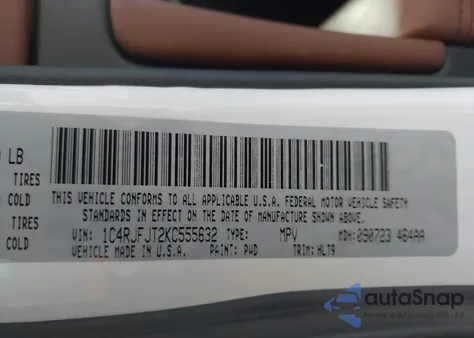 LB
TIRES
COLD
TIRES
COLD
THIS VEHICLE CONFORMS TO ALL APPLICABLE U.S.A. FEDERAL MOTOR VEHICLE SAFETY
STANDARDS IN EFFECT ON THE DATE OF MANUFACTURE SHOWN ABOVE.
VIN: 1C4RJFJT2KC555632 TYPE: MPV MDH: 090723 464AA
VEHICLE MADE IN U.S.A. PAINT: PWD TRIM: HLT9
autoSnap